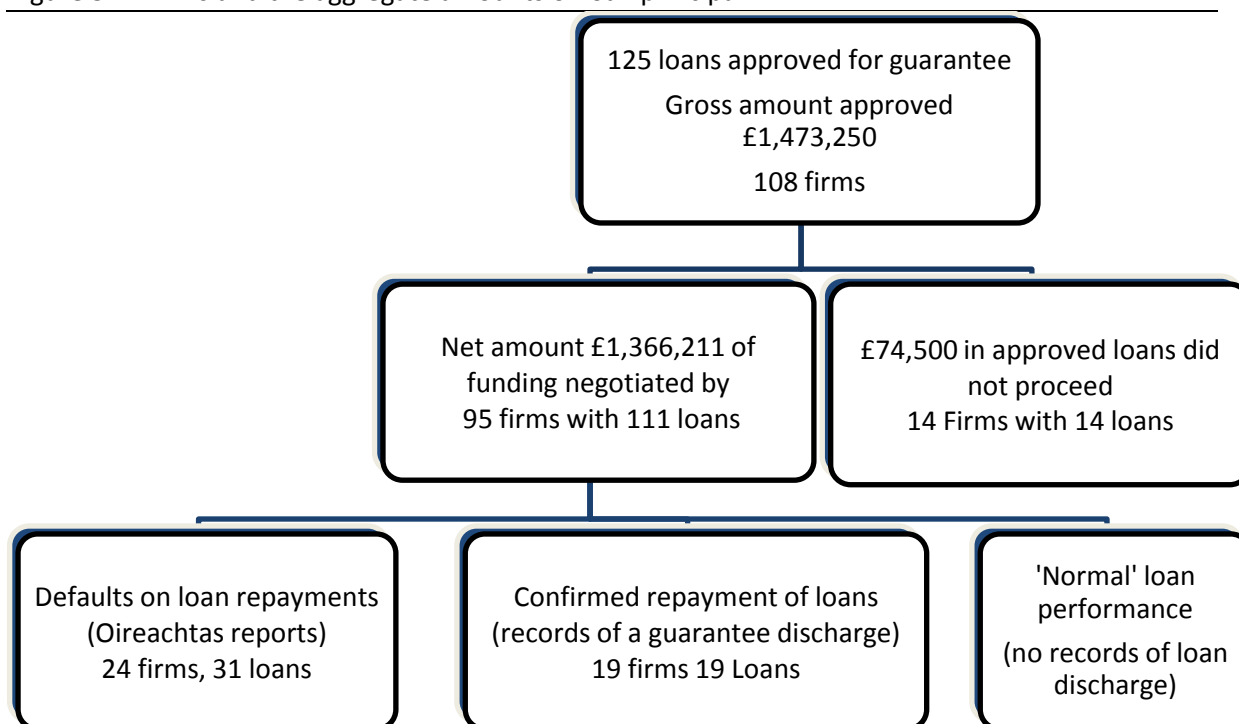 125 loans approved for guarantee
Gross amount approved
£1,473,250
108 firms
Net amount £1,366,211 of
funding negotiated by
95 firms with 111 loans
£74,500 in approved loans did
not proceed
14 Firms with 14 loans
Defaults on loan repayments
(Oireachtas reports)
24 firms, 31 loans
Confirmed repayment of loans
(records of a guarantee discharge)
19 firms 19 Loans
'Normal' loan
performance
(no records of loan
discharge)